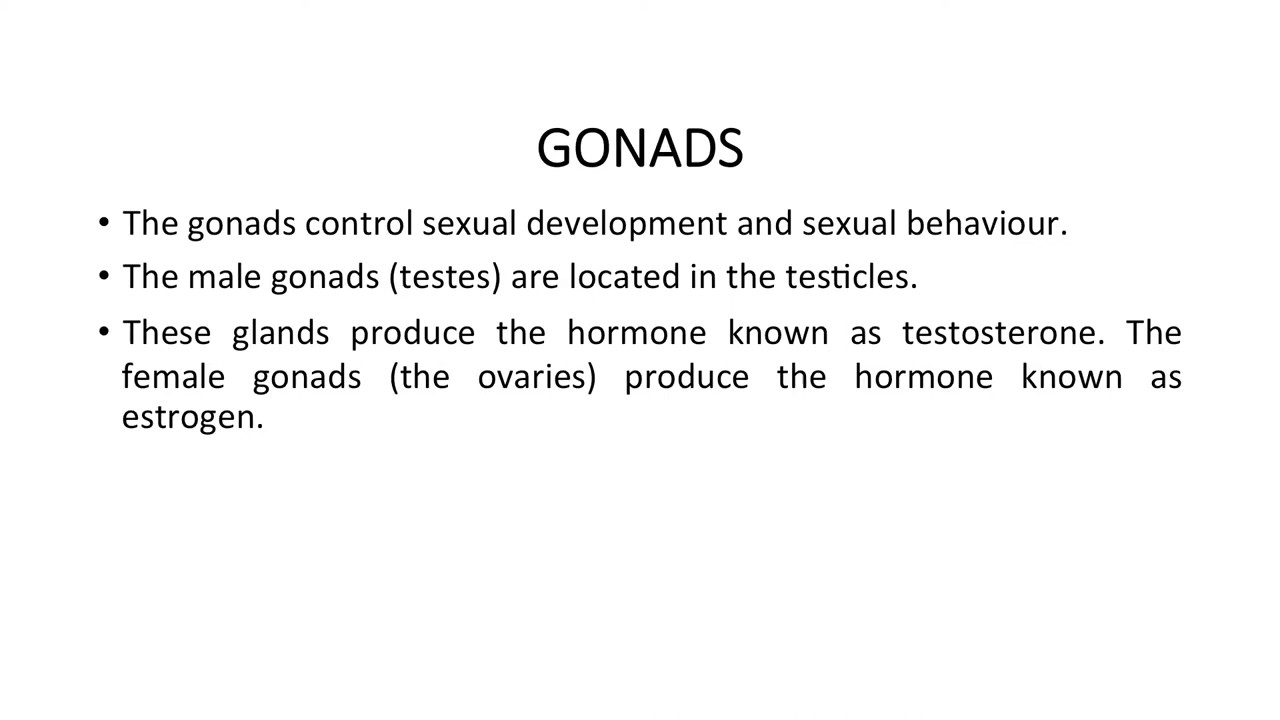 GONADS
• The gonads control sexual development and sexual behaviour.
• The male gonads (testes) are located in the testicles.
• These glands produce the hormone known as testosterone. The
female gonads (the ovaries) produce the hormone known as
estrogen.